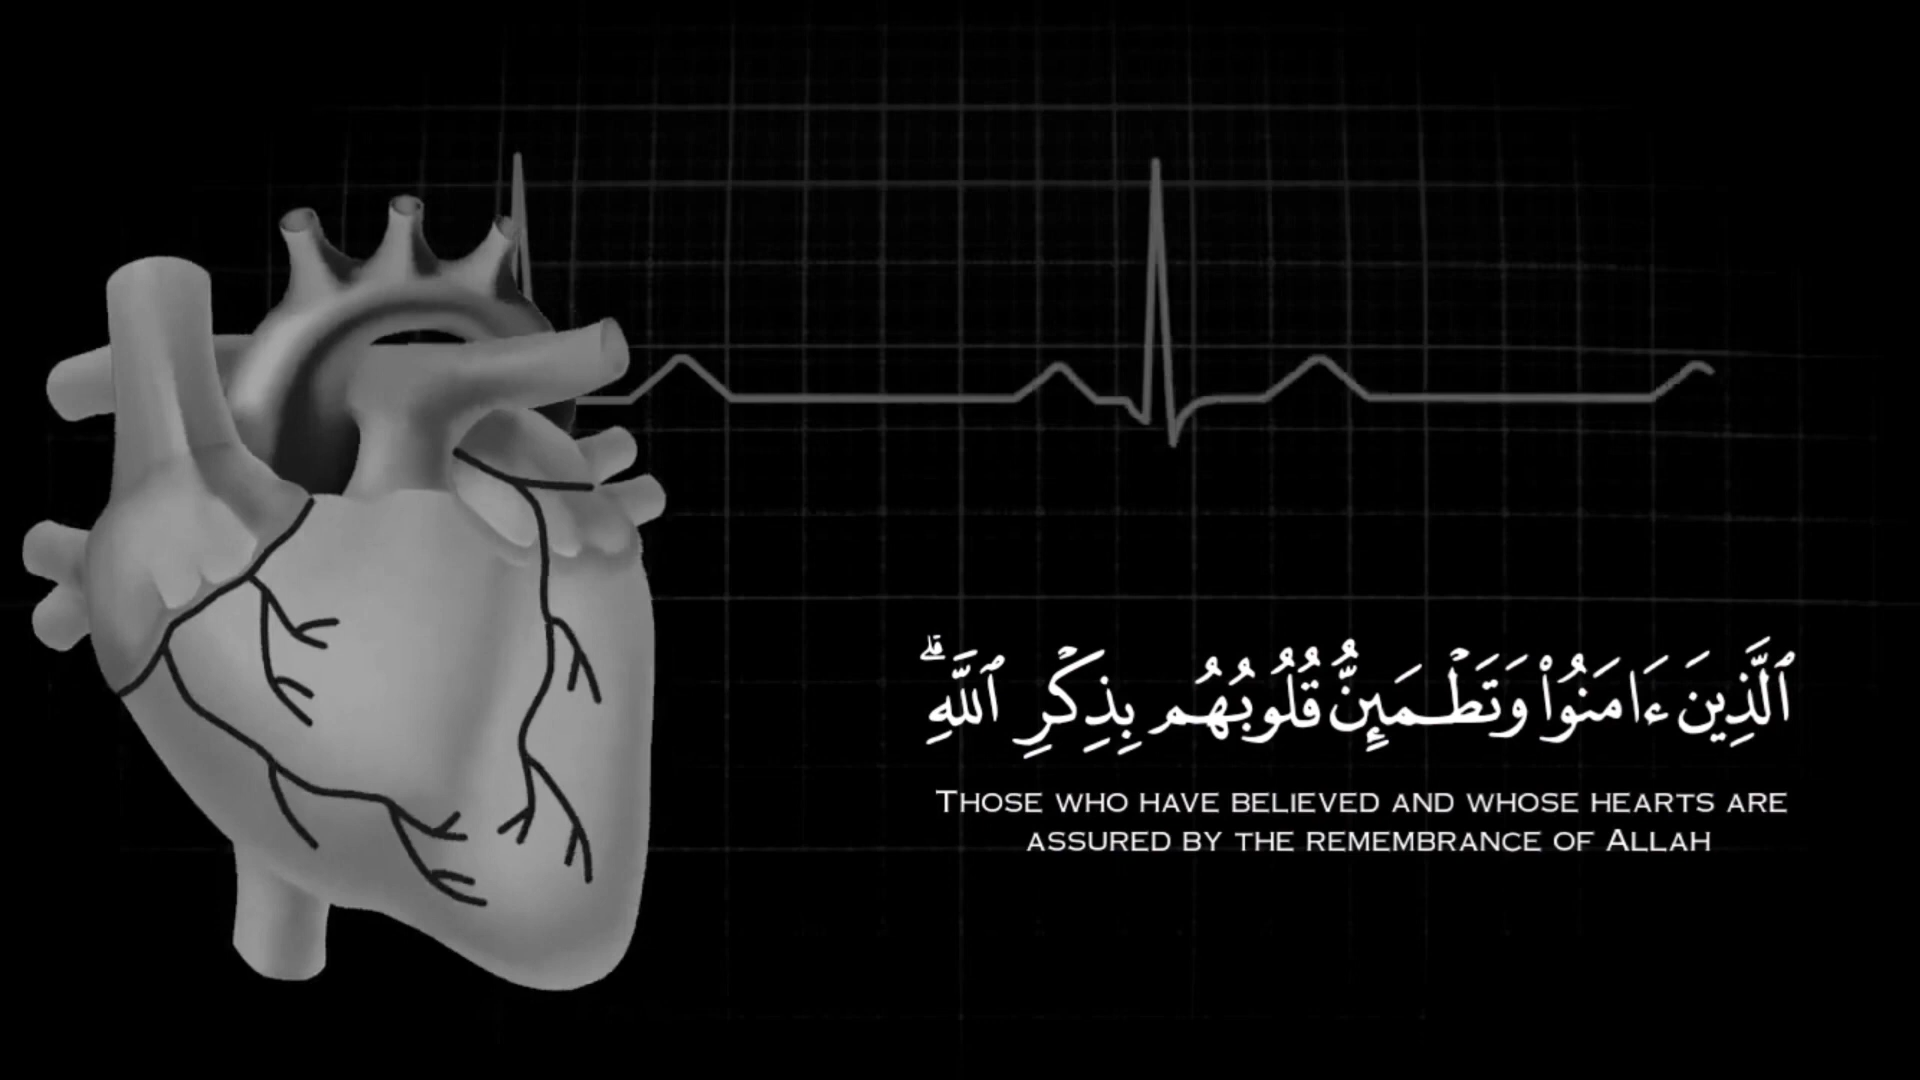 ٱلَّذِينَ ءَامَنُوا۟ وَتَطْمَئِنُّ قُلُوبُهُم بِذِكْرِ ٱللَّهِ ۗ
Those who have believed and whose hearts are
assured by the remembrance of Allah